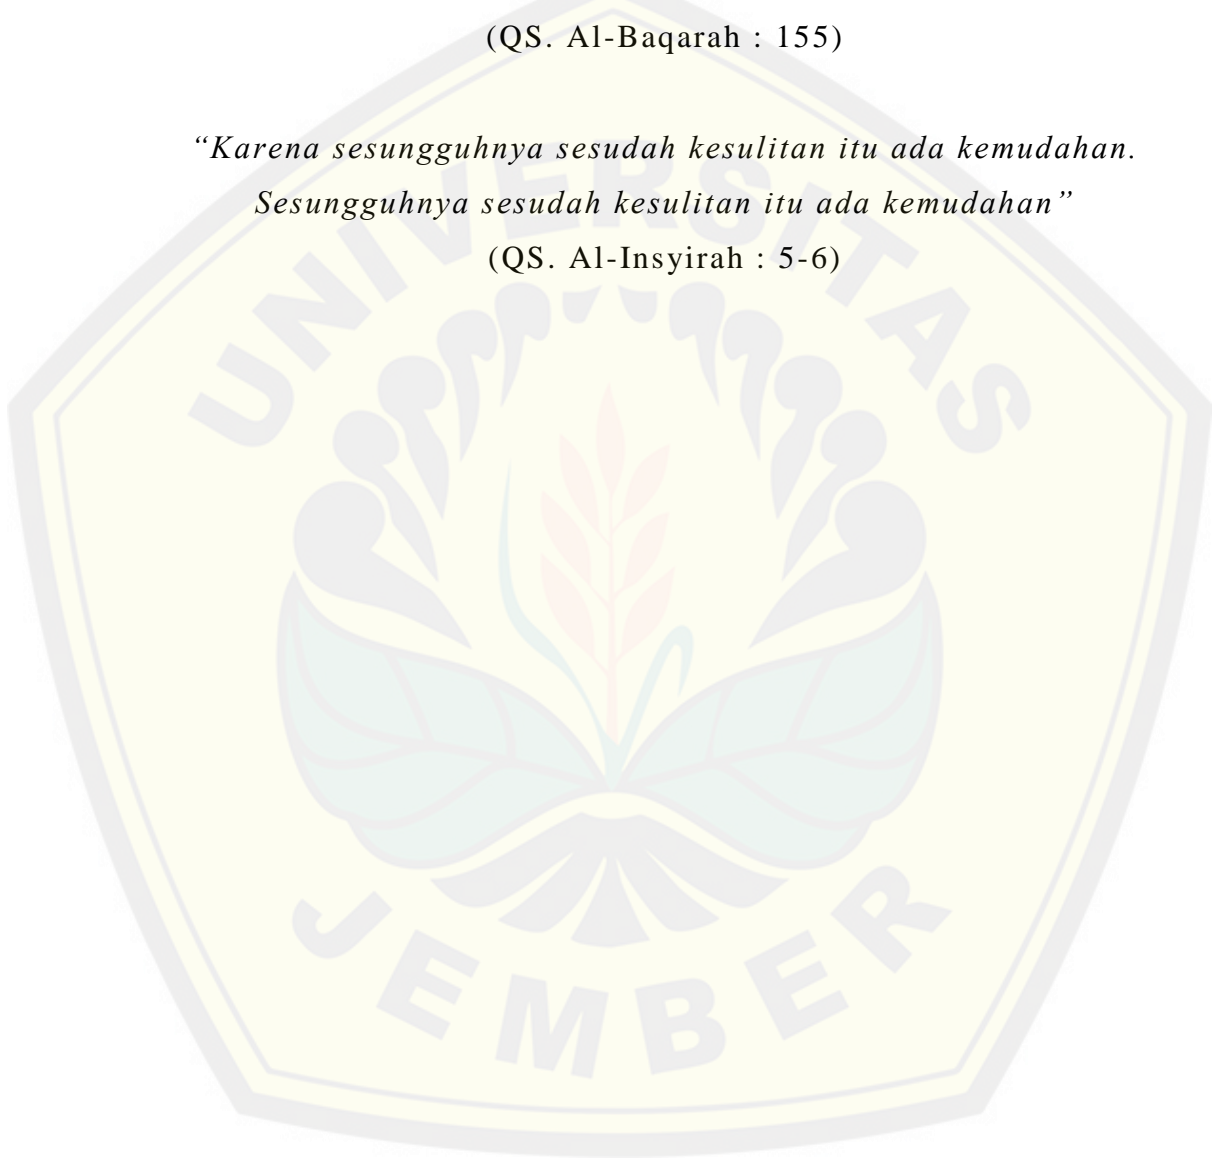 (QS. Al-Baqarah : 155)
“Karena sesungguhnya sesudah kesulitan itu ada kemudahan.
Sesungguhnya sesudah kesulitan itu ada kemudahan”
(QS. Al-Insyirah : 5-6)
UNIVERSITAS
JEMBER